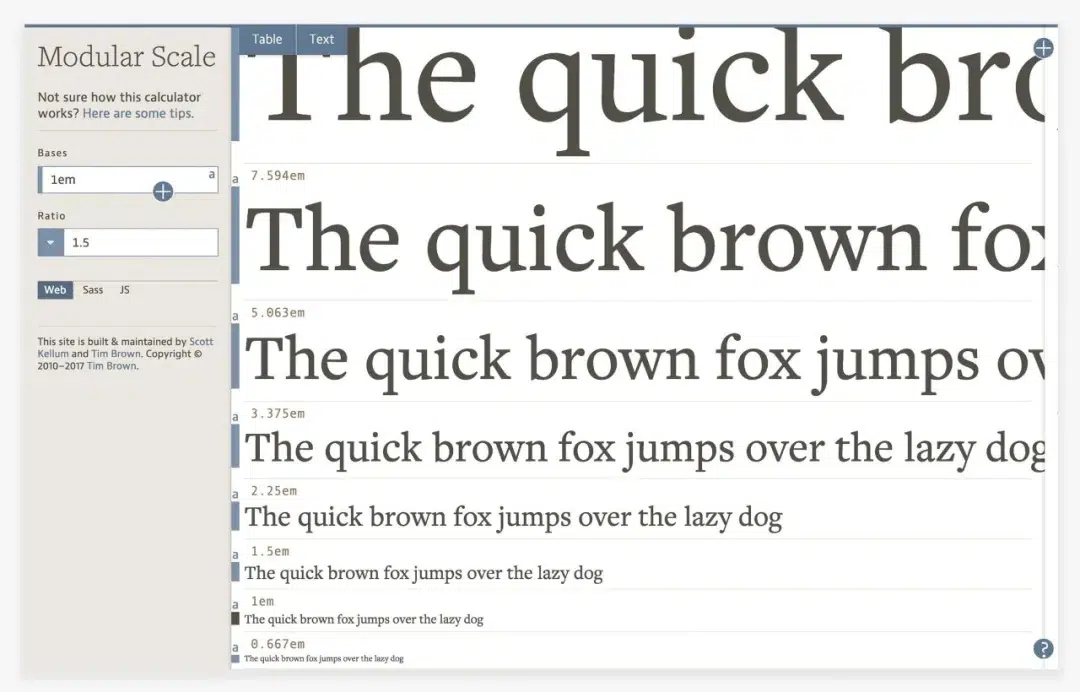 Modular Scale
Not sure how this calculator
works? Here are some tips.
Bases
1em
a
Ratio
1.5
Web Sass JS
This site is built & maintained by Scott
Kellum and Tim Brown. Copyright ©
2010–2017 Tim Brown.
Table Text
The quick bro
a 7.594em
The quick brown fox
a 5.063em
The quick brown fox jumps ov
a 3.375em
The quick brown fox jumps over the lazy dog
a 2.25em
The quick brown fox jumps over the lazy dog
a 1.5em
The quick brown fox jumps over the lazy dog
a 1em
The quick brown fox jumps over the lazy dog
a 0.667em
The quick brown fox jumps over the lazy dog
?